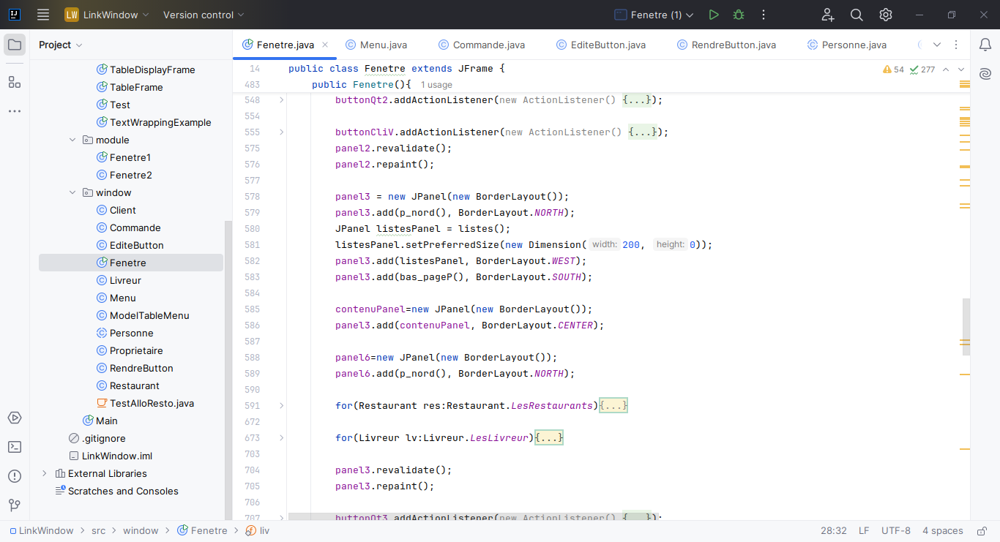 LW LinkWindow Version control Fenetre (1)
Project
Fenetre.java Menu.java Commande.java EditeButton.java RendreButton.java Personne.java
TableDisplayFrame
TableFrame
Test
TextWrappingExample
module
Fenetre1
Fenetre2
window
Client
Commande
EditeButton
Fenetre
Livreur
Menu
ModelTableMenu
Personne
Proprietaire
RendreButton
Restaurant
TestAlloResto.java
Main
.gitignore
LinkWindow.iml
External Libraries
Scratches and Consoles
14 public class Fenetre extends JFrame { 54 277
483 public Fenetre(){ 1 usage
548 buttonQt2.addActionListener(new ActionListener() {...});
554
555 buttonCliV.addActionListener(new ActionListener() {...});
575 panel2.revalidate();
576 panel2.repaint();
577
578 panel3 = new JPanel(new BorderLayout());
579 panel3.add(p_nord(), BorderLayout.NORTH);
580 JPanel listesPanel = listes();
581 listesPanel.setPreferredSize(new Dimension( width: 200, height: 0));
582 panel3.add(listesPanel, BorderLayout.WEST);
583 panel3.add(bas_pageP(), BorderLayout.SOUTH);
584
585 contenuPanel=new JPanel(new BorderLayout());
586 panel3.add(contenuPanel, BorderLayout.CENTER);
587
588 panel6=new JPanel(new BorderLayout());
589 panel6.add(p_nord(), BorderLayout.NORTH);
590
591 for(Restaurant res:Restaurant.LesRestaurants){...}
672
673 for(Livreur lv:Livreur.LesLivreur){...}
703
704 panel3.revalidate();
705 panel3.repaint();
706
707 buttonQt3.addActionListener(new ActionListener() {...});
LinkWindow > src > window > Fenetre > liv 28:32 LF UTF-8 4 spaces